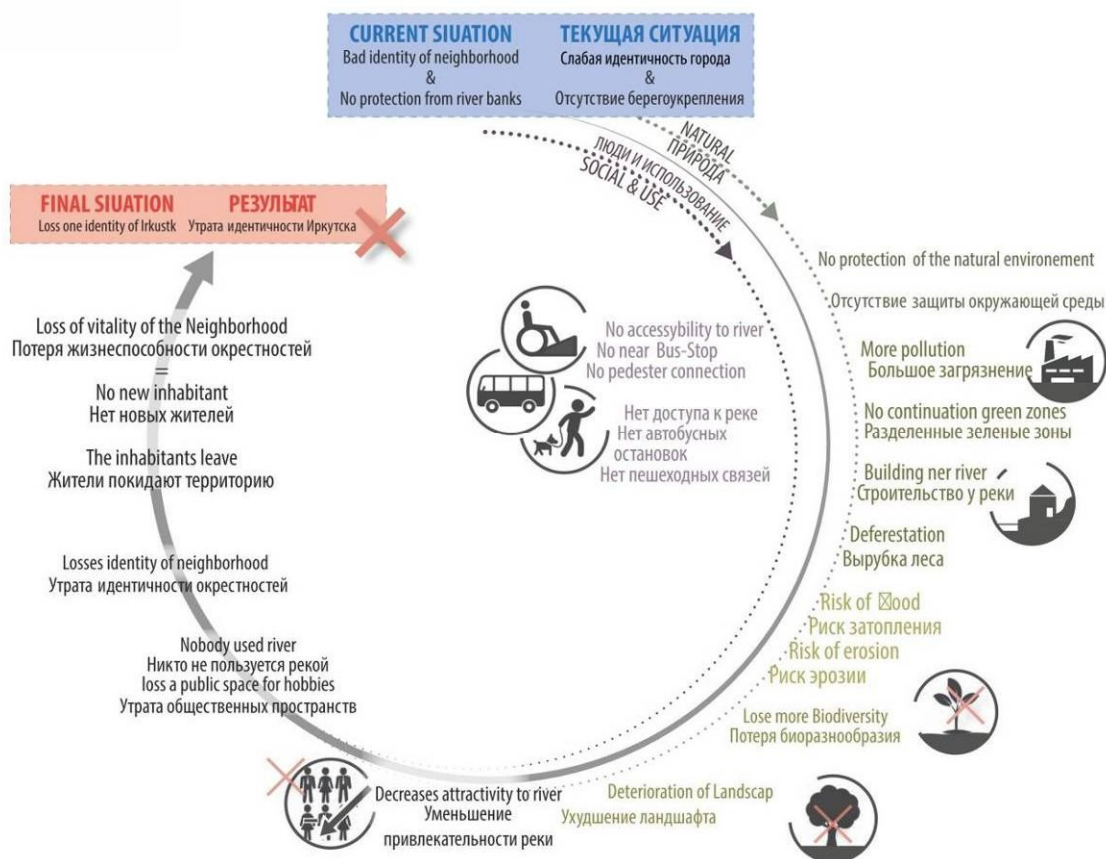 CURRENT SIUATION
Bad identity of neighborhood
&
No protection from river banks
ТЕКУЩАЯ СИТУАЦИЯ
Слабая идентичность города
&
Отсутствие берегоукрепления
NATURAL
ПРИРОДА
ЛЮДИ И ИСПОЛЬЗОВАНИЕ
SOCIAL & USE
No protection of the natural environement
Отсутствие защиты окружающей среды
More pollution
Большое загрязнение
No continuation green zones
Разделенные зеленые зоны
Building ner river
Строительство у реки
Deferestation
Вырубка леса
Risk of ood
Риск затопления
Risk of erosion
Риск эрозии
Lose more Biodiversity
Потеря биоразнообразия
Deterioration of Landscap
Ухудшение ландшафта
No accessybility to river
No near Bus-Stop
No pedester connection
Нет доступа к реке
Нет автобусных
остановок
Нет пешеходных связей
Decreases attractivity to river
Уменьшение
привлекательности реки
Nobody used river
Никто не пользуется рекой
loss a public space for hobbies
Утрата общественных пространств
Losses identity of neighborhood
Утрата идентичности окрестностей
The inhabitants leave
Жители покидают территорию
No new inhabitant
Нет новых жителей
=
Loss of vitality of the Neighborhood
Потеря жизнеспособности окрестностей
FINAL SIUATION
Loss one identity of Irkustk
РЕЗУЛЬТАТ
Утрата идентичности Иркутска